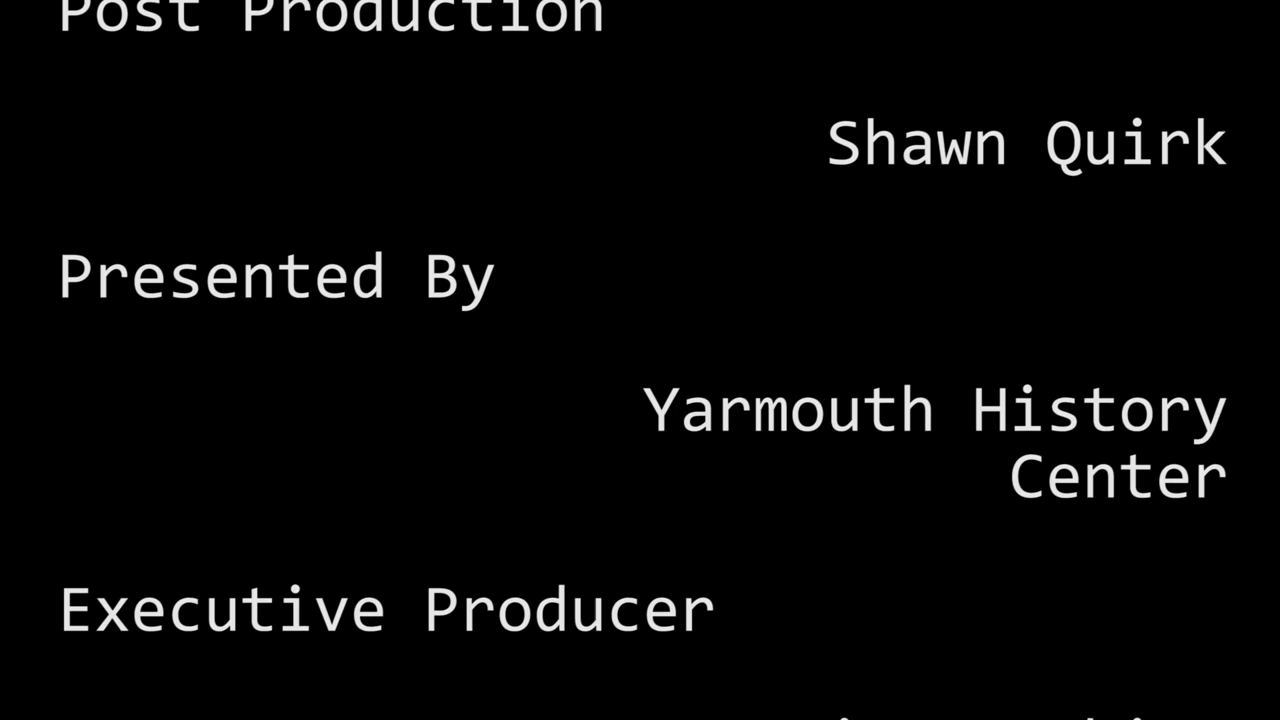 Post Production
Shawn Quirk
Presented By
Yarmouth History
Center
Executive Producer